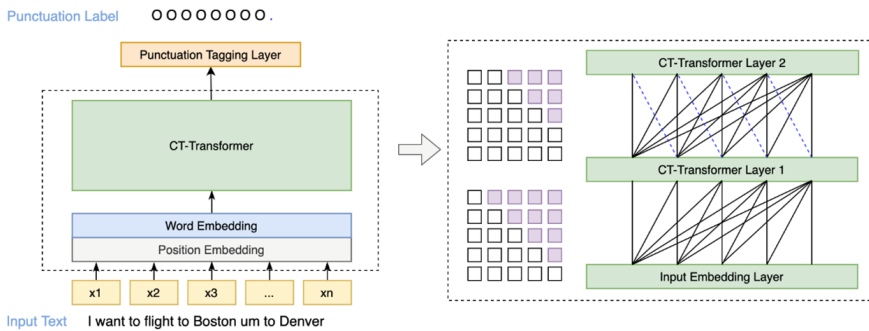 Punctuation Label O O O O O O O O .
Punctuation Tagging Layer
CT-Transformer
Word Embedding
Position Embedding
x1 x2 x3 ... xn
Input Text I want to flight to Boston um to Denver
CT-Transformer Layer 2
CT-Transformer Layer 1
Input Embedding Layer